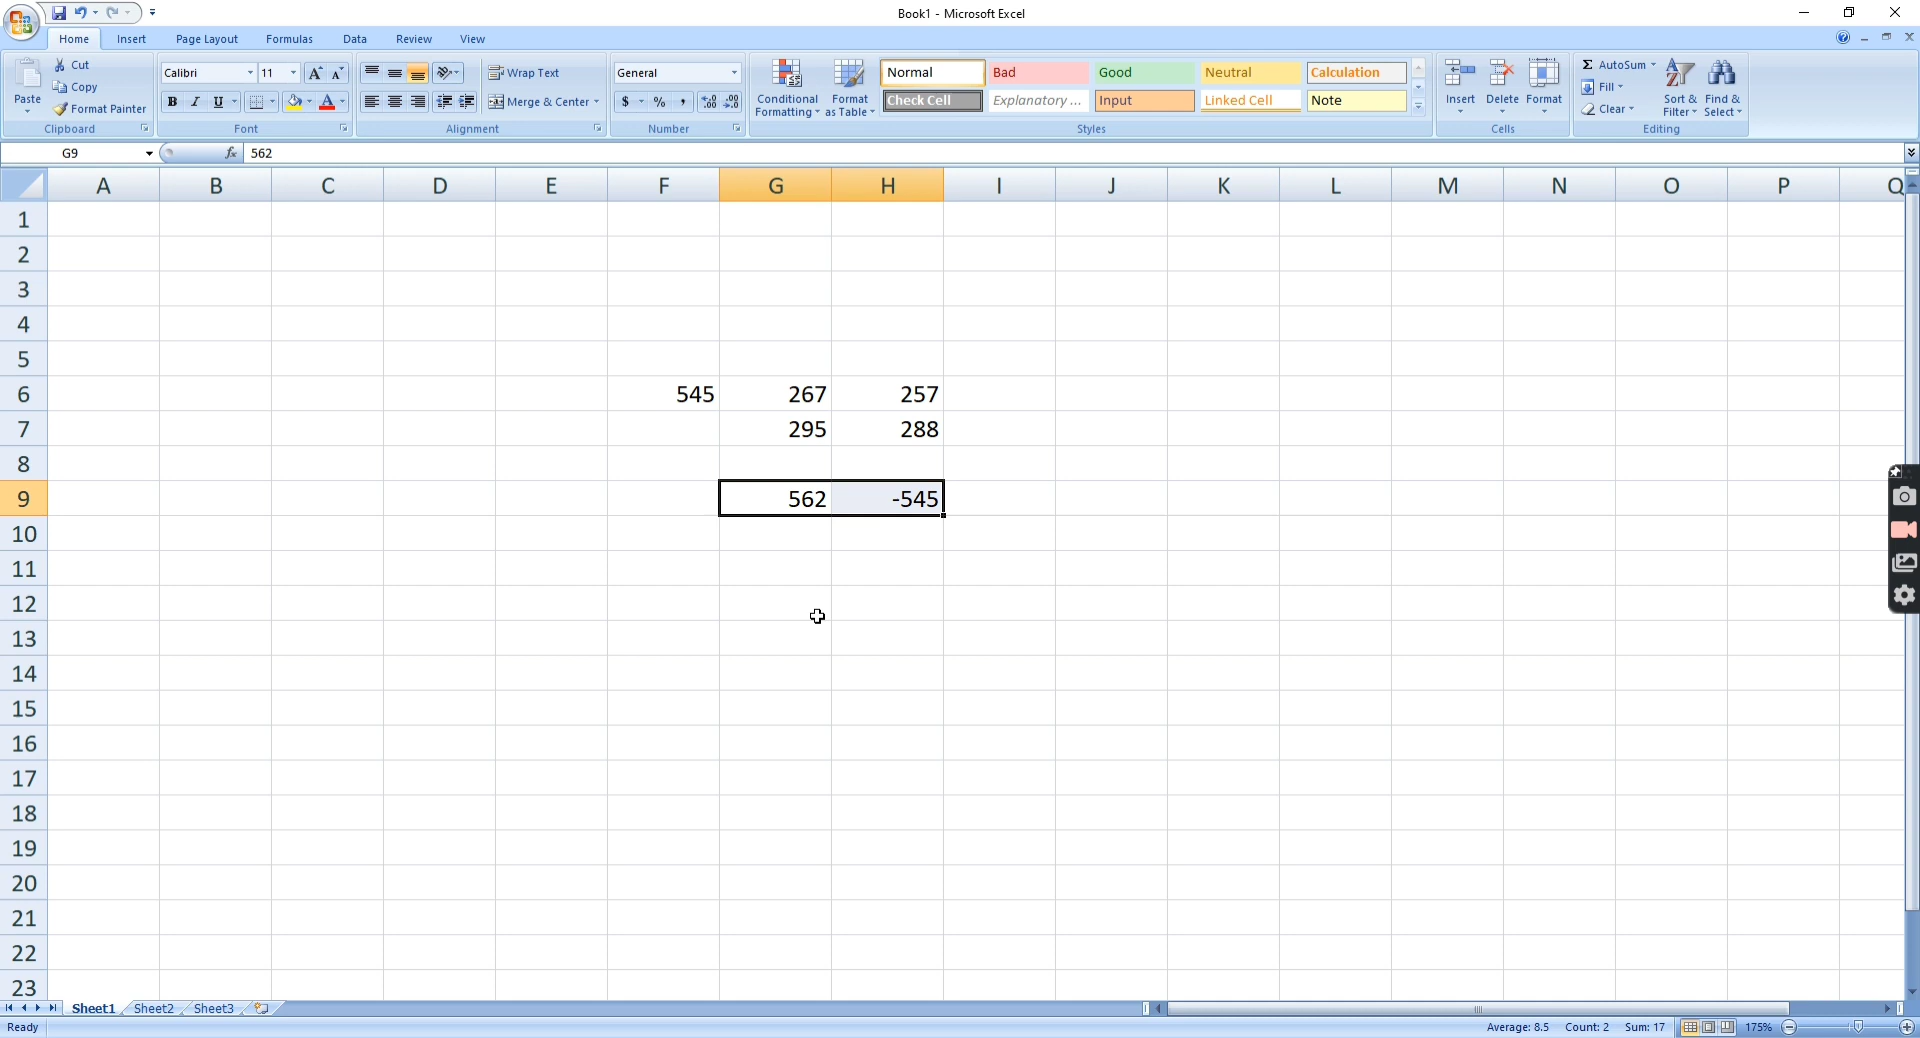 Book1 - Microsoft Excel
Home Insert Page Layout Formulas Data Review View
Paste
Cut
Copy
Format Painter
Clipboard
Calibri 11 A A
B I U A
Font
Wrap Text
Merge & Center
Alignment
General
$ % ,
Number
Conditional Formatting
Format as Table
Normal Bad Good Neutral Calculation
Check Cell Explanatory ... Input Linked Cell Note
Styles
Insert Delete Format
Cells
Σ AutoSum
Fill
Clear
Sort & Filter
Find & Select
Editing
G9 fx 562
A B C D E F G H I J K L M N O P Q
1
2
3
4
5
6 545 267 257
7 295 288
8
9 562 -545
10
11
12
13
14
15
16
17
18
19
20
21
22
23
Sheet1 Sheet2 Sheet3
Ready Average: 8.5 Count: 2 Sum: 17 175%